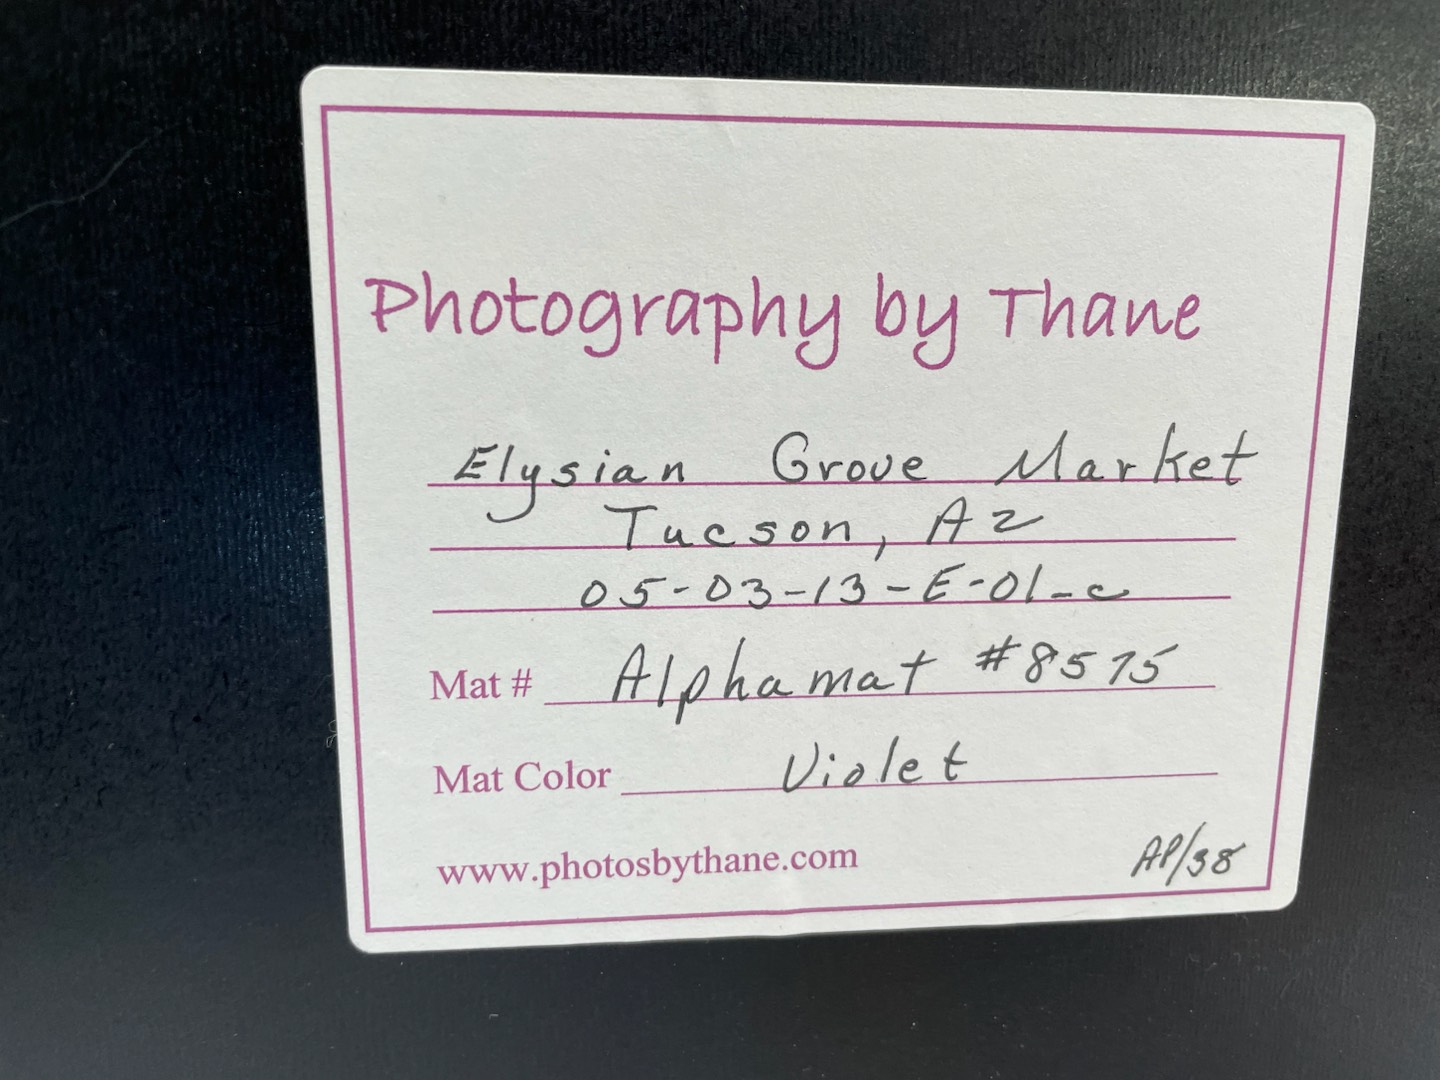 Photography by Thane
Elysian Grove Market
Tucson, AZ
05-03-13-E-01-c
Mat # Alphamat #8575
Mat Color Violet
www.photosbythane.com
AP/38